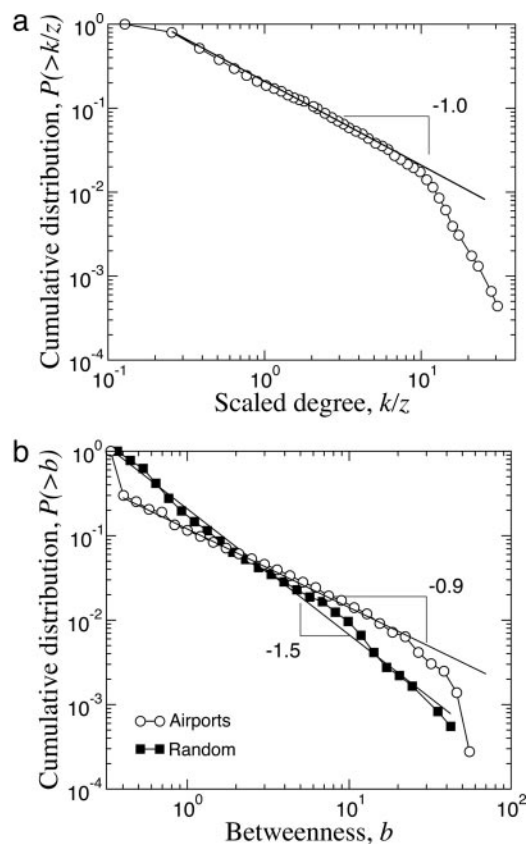 a
10^0
10^-1
10^-2
10^-3
10^-4
Cumulative distribution, P(>k/z)
-1.0
10^-1
10^0
10^1
Scaled degree, k/z
b
10^0
10^-1
10^-2
10^-3
10^-4
Cumulative distribution, P(>b)
-0.9
-1.5
Airports
Random
10^0
10^1
10^2
Betweenness, b